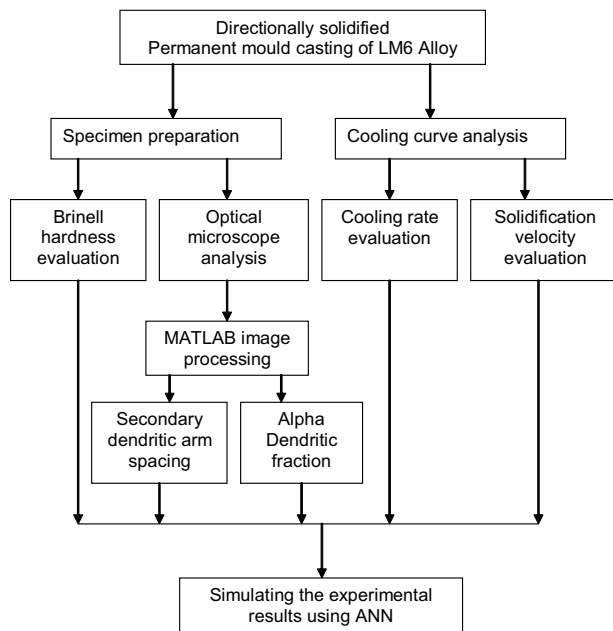 Directionally solidified
Permanent mould casting of LM6 Alloy
Specimen preparation
Cooling curve analysis
Brinell
hardness
evaluation
Optical
microscope
analysis
Cooling rate
evaluation
Solidification
velocity
evaluation
MATLAB image
processing
Secondary
dendritic arm
spacing
Alpha
Dendritic
fraction
Simulating the experimental
results using ANN